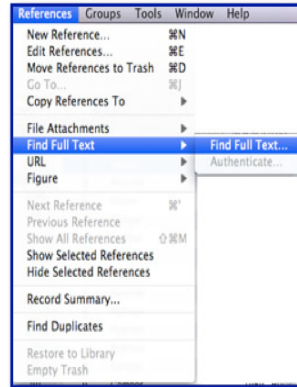 References Groups Tools Window Help
New Reference... ⌘N
Edit References... ⌘E
Move References to Trash ⌘D
Go To... ⌘J
Copy References To
File Attachments
Find Full Text
Find Full Text...
Authenticate...
URL
Figure
Next Reference ⌘'
Previous Reference
Show All References ⇧⌘M
Show Selected References
Hide Selected References
Record Summary...
Find Duplicates
Restore to Library
Empty Trash